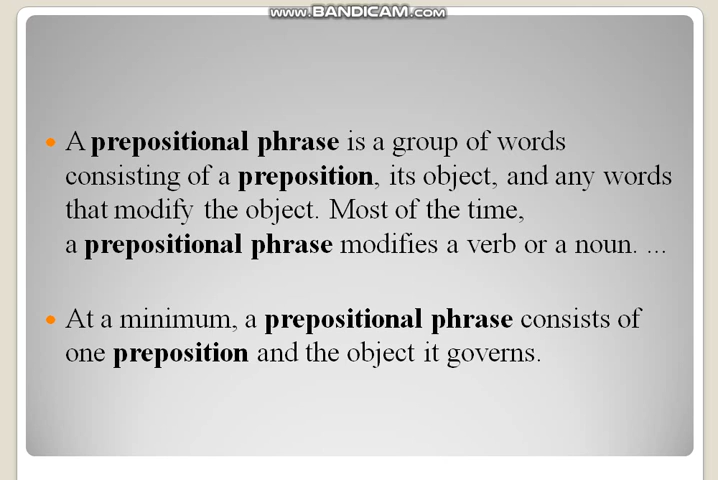 www.BANDICAM.com
A prepositional phrase is a group of words
consisting of a preposition, its object, and any words
that modify the object. Most of the time,
a prepositional phrase modifies a verb or a noun. ...
At a minimum, a prepositional phrase consists of
one preposition and the object it governs.